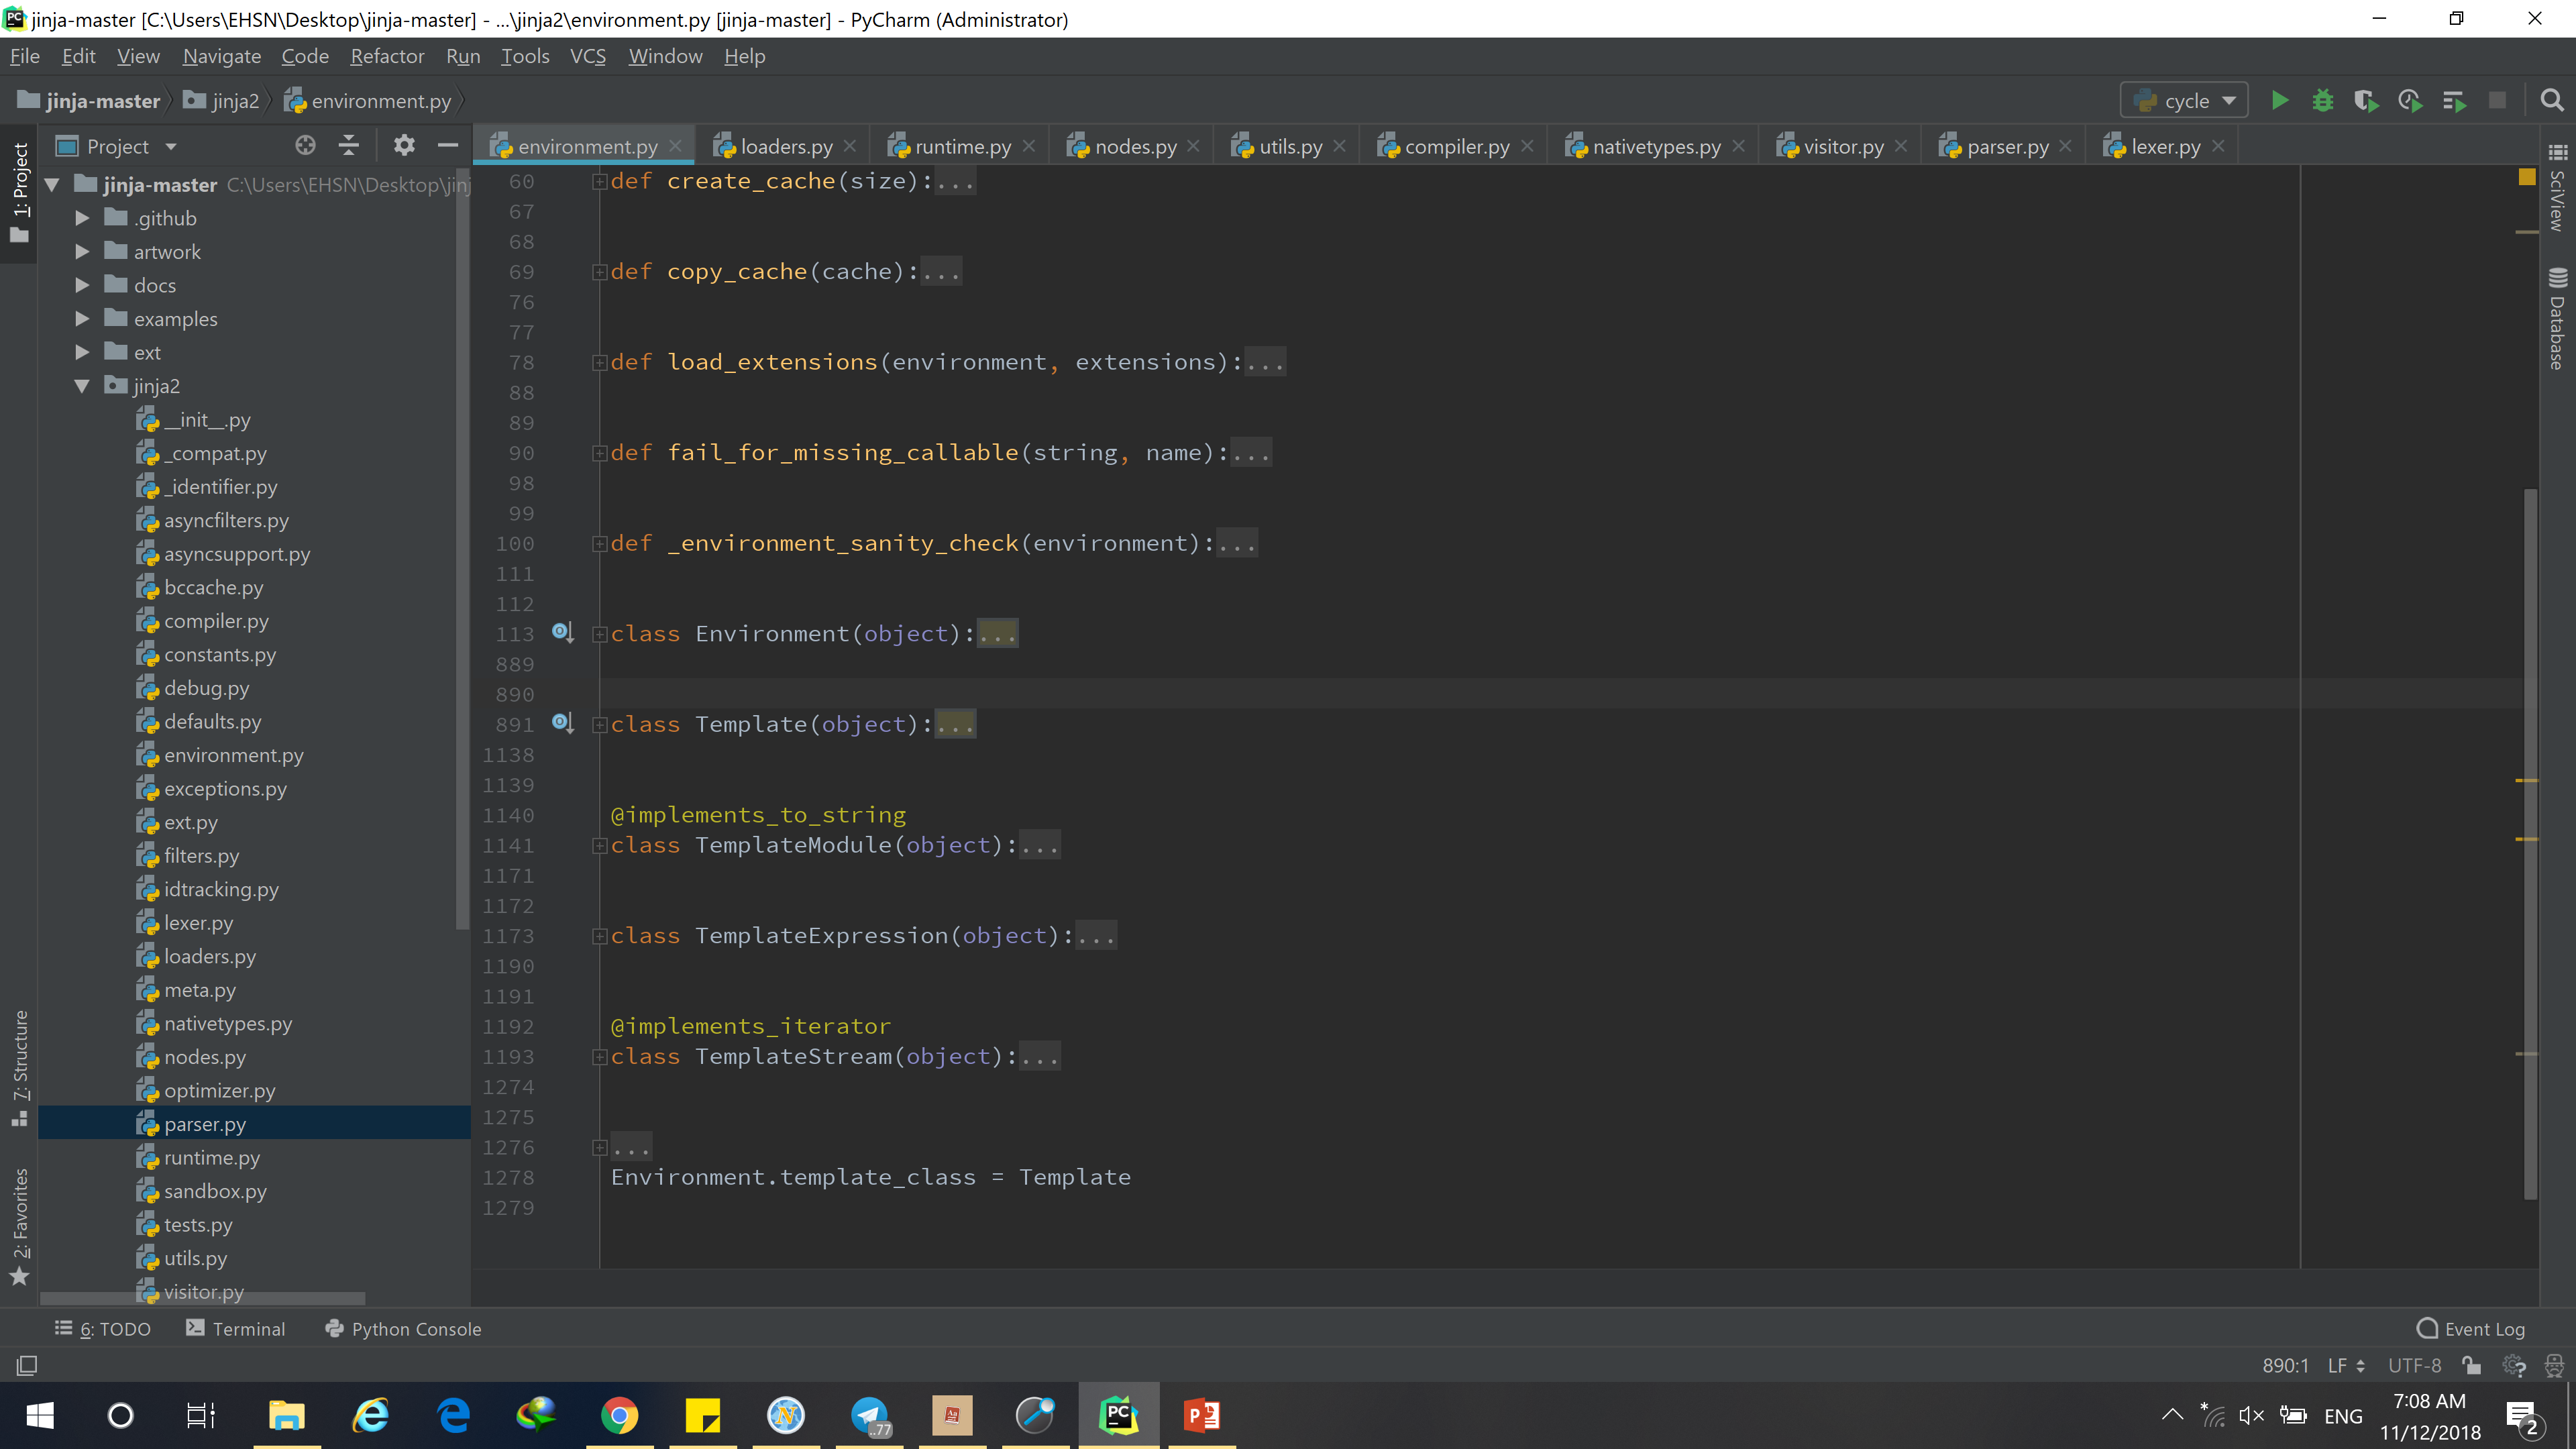 jinja-master [C:\Users\EHSN\Desktop\jinja-master] - ...\jinja2\environment.py [jinja-master] - PyCharm (Administrator)
File Edit View Navigate Code Refactor Run Tools VCS Window Help
jinja-master jinja2 environment.py cycle
Project
environment.py loaders.py runtime.py nodes.py utils.py compiler.py nativetypes.py visitor.py parser.py lexer.py
1: Project
7: Structure
2: Favorites
jinja-master C:\Users\EHSN\Desktop\jinj
.github
artwork
docs
examples
ext
jinja2
__init__.py
_compat.py
_identifier.py
asyncfilters.py
asyncsupport.py
bccache.py
compiler.py
constants.py
debug.py
defaults.py
environment.py
exceptions.py
ext.py
filters.py
idtracking.py
lexer.py
loaders.py
meta.py
nativetypes.py
nodes.py
optimizer.py
parser.py
runtime.py
sandbox.py
tests.py
utils.py
visitor.py
60 def create_cache(size):...
67
68
69 def copy_cache(cache):...
76
77
78 def load_extensions(environment, extensions):...
88
89
90 def fail_for_missing_callable(string, name):...
98
99
100 def _environment_sanity_check(environment):...
111
112
113 class Environment(object):...
889
890
891 class Template(object):...
1138
1139
1140 @implements_to_string
1141 class TemplateModule(object):...
1171
1172
1173 class TemplateExpression(object):...
1190
1191
1192 @implements_iterator
1193 class TemplateStream(object):...
1274
1275
1276 ...
1278 Environment.template_class = Template
1279
SciView
Database
6: TODO Terminal Python Console Event Log
890:1 LF UTF-8
..77
PC
P
ENG
7:08 AM
11/12/2018
2